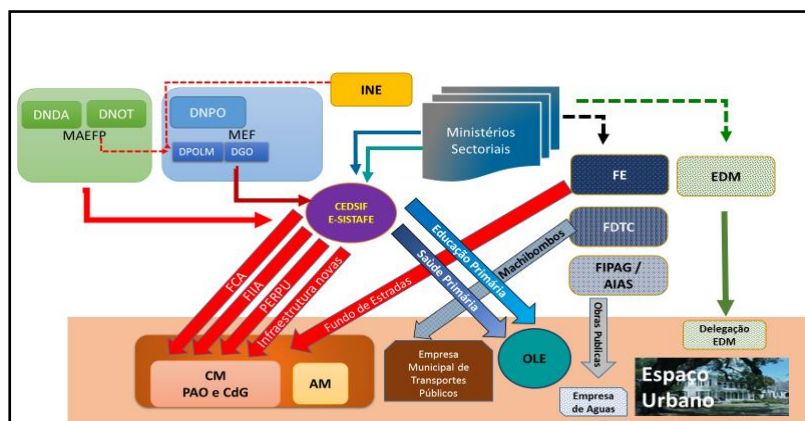 INE
DNDA
DNOT
MAEFP
DNPO
MEF
DPOLM
DGO
Ministérios
Sectoriais
FE
EDM
CEDSIF
E-SISTAFE
FDTC
FIPAG /
AIAS
FCA
FIIA
PERPU
Infraestrutura novas
Fundo de Estradas
Saúde Primária
Educação Primária
Machibombos
Obras Publicas
CM
PAO e CdG
AM
Empresa
Municipal de
Transportes
Públicos
OLE
Empresa
de Aguas
Delegação
EDM
Espaço
Urbano